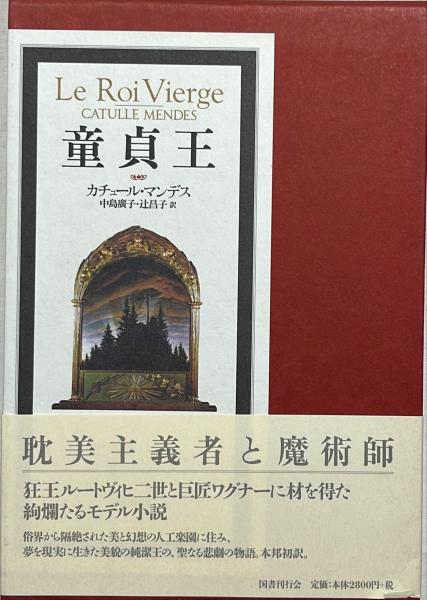 Le Roi Vierge
CATULLE MENDES
童貞王
カチュール・マンデス
中島廣子・辻昌子 訳
耽美主義者と魔術師
狂王ルートヴィヒ二世と巨匠ワグナーに材を得た
絢爛たるモデル小説
俗界から隔絶された美と幻想の人工楽園に住み、
夢を現実に生きた美貌の純潔王の、聖なる悲劇の物語。本邦初訳。
国書刊行会 定価:本体2800円+税